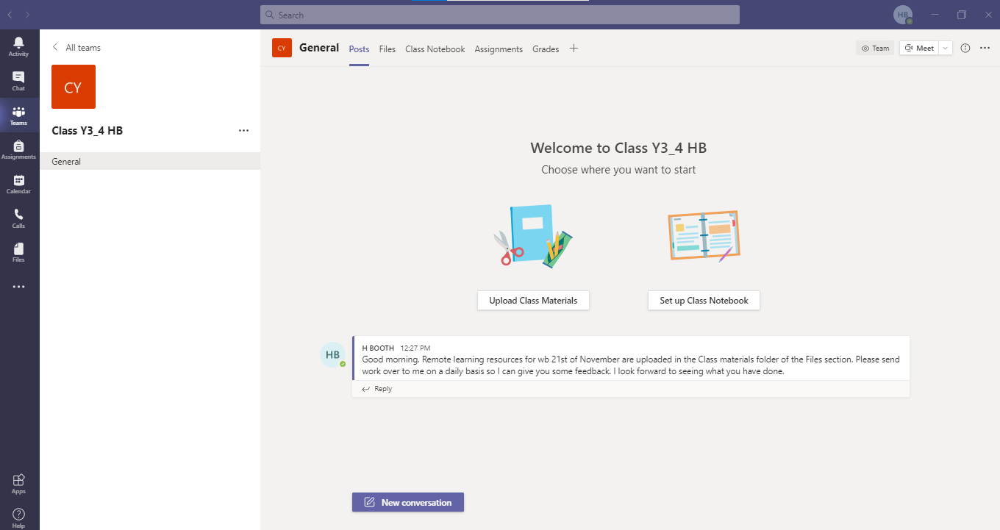 Search
HB
Activity
Chat
Teams
Assignments
Calendar
Calls
Files
Apps
Help
All teams
CY
Class Y3_4 HB
General
CY
General
Posts
Files
Class Notebook
Assignments
Grades
Team
Meet
Welcome to Class Y3_4 HB
Choose where you want to start
Upload Class Materials
Set up Class Notebook
HB
H BOOTH 12:27 PM
Good morning. Remote learning resources for wb 21st of November are uploaded in the Class materials folder of the Files section. Please send
work over to me on a daily basis so I can give you some feedback. I look forward to seeing what you have done.
Reply
New conversation